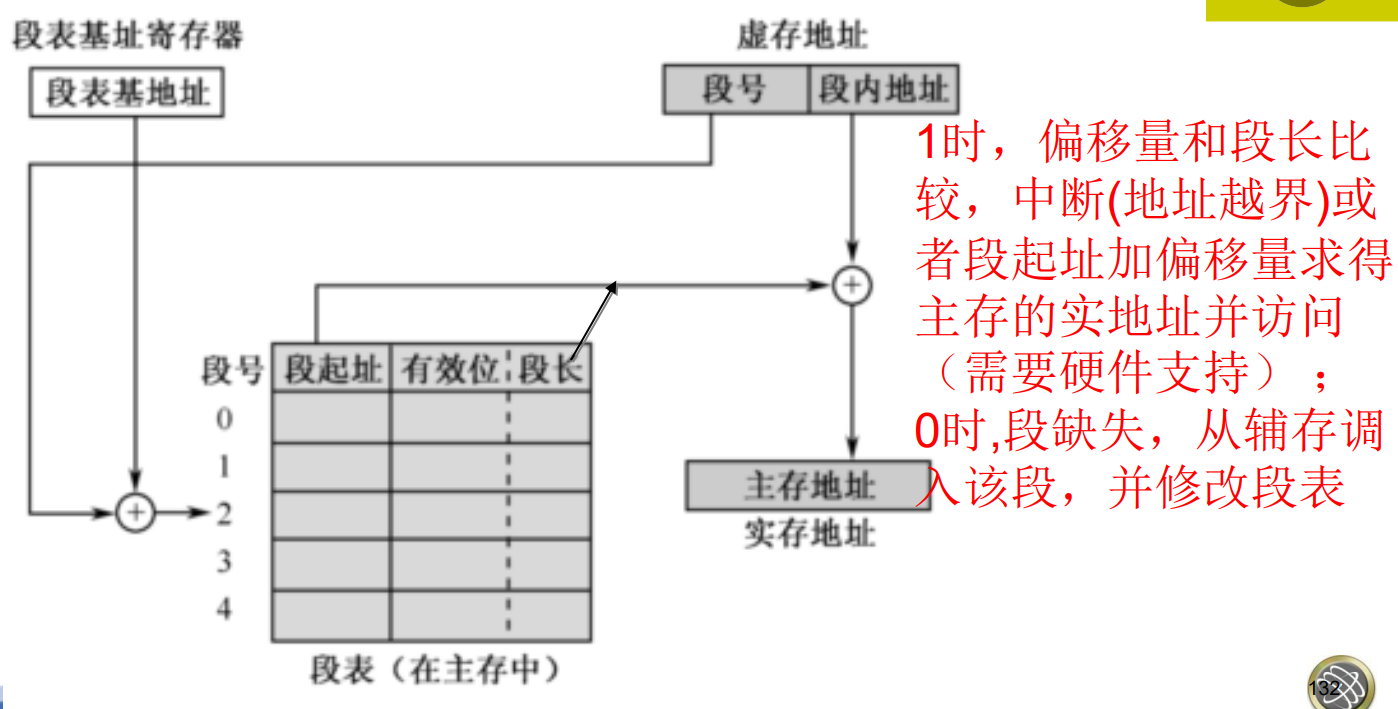 段表基址寄存器
段表基地址
虚存地址
段号 段内地址
1时，偏移量和段长比
较，中断(地址越界)或
者段起址加偏移量求得
主存的实地址并访问
（需要硬件支持）；
0时,段缺失，从辅存调
入该段，并修改段表
段号 段起址 有效位 段长
0
1
2
3
4
主存地址
实存地址
段表（在主存中）
132